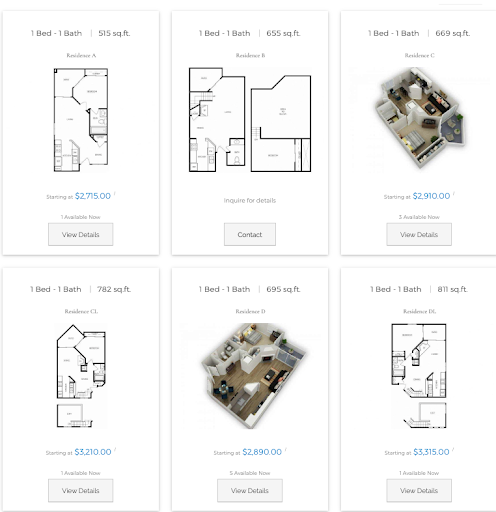 1 Bed - 1 Bath | 515 sq.ft.
Residence A
Starting at $2,715.00
1 Available Now
View Details
1 Bed - 1 Bath | 655 sq.ft.
Residence B
Inquire for details
Contact
1 Bed - 1 Bath | 669 sq.ft.
Residence C
Starting at $2,910.00
3 Available Now
View Details
1 Bed - 1 Bath | 782 sq.ft.
Residence CL
Starting at $3,210.00
1 Available Now
View Details
1 Bed - 1 Bath | 695 sq.ft.
Residence D
Starting at $2,890.00
5 Available Now
View Details
1 Bed - 1 Bath | 811 sq.ft.
Residence DL
Starting at $3,315.00
1 Available Now
View Details